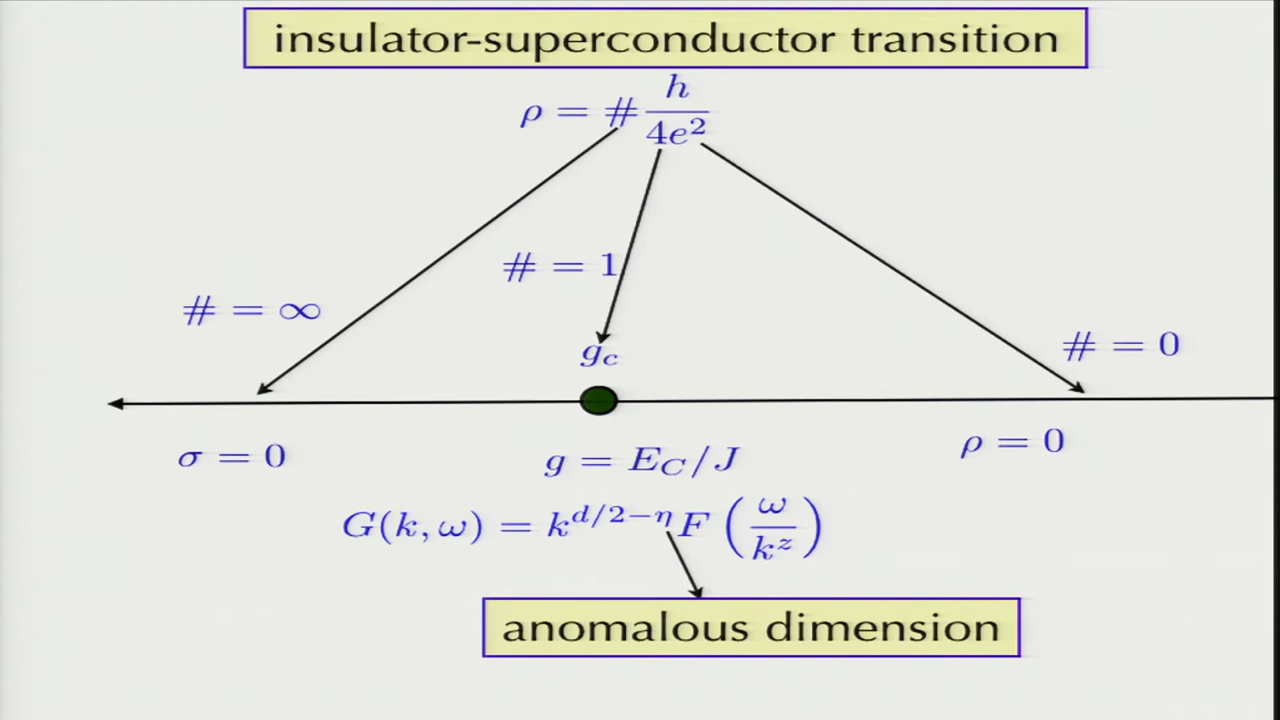 insulator-superconductor transition
ρ = # h/4e²
# = 1
# = ∞
# = 0
g_c
σ = 0
g = E_C/J
ρ = 0
G(k, ω) = k^{d/2−η} F(ω/k^z)
anomalous dimension